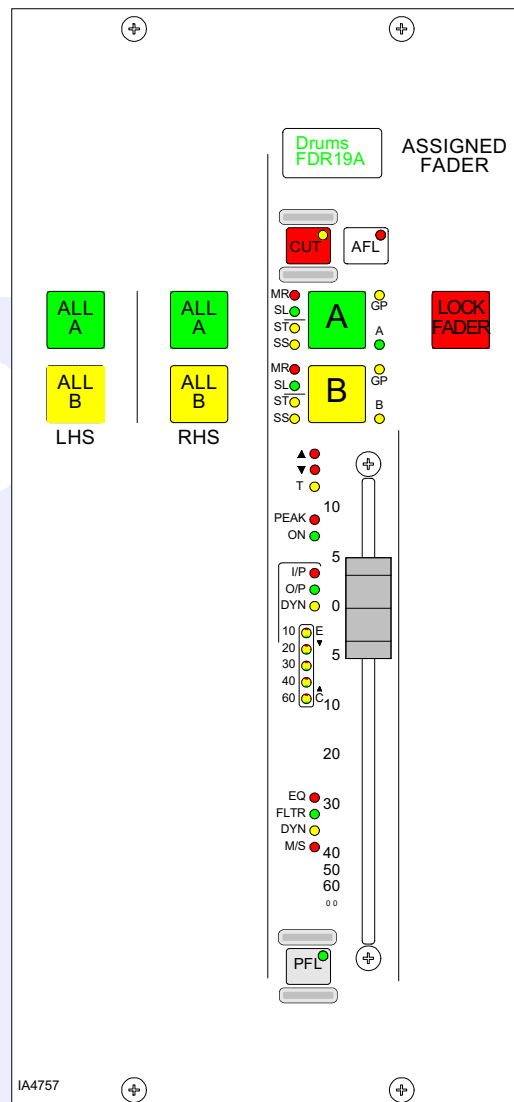 Drums
FDR19A
ASSIGNED
FADER
CUT
AFL
ALL
A
ALL
A
MR
SL
ST
SS
A
GP
A
LOCK
FADER
ALL
B
ALL
B
MR
SL
ST
SS
B
GP
B
LHS
RHS
▲
▼
T
10
PEAK
ON
5
I/P
O/P
DYN
0
10 E
20 ▼
30
40 ▲
60 C
5
10
20
EQ
FLTR
DYN
M/S
30
40
50
60
00
PFL
IA4757